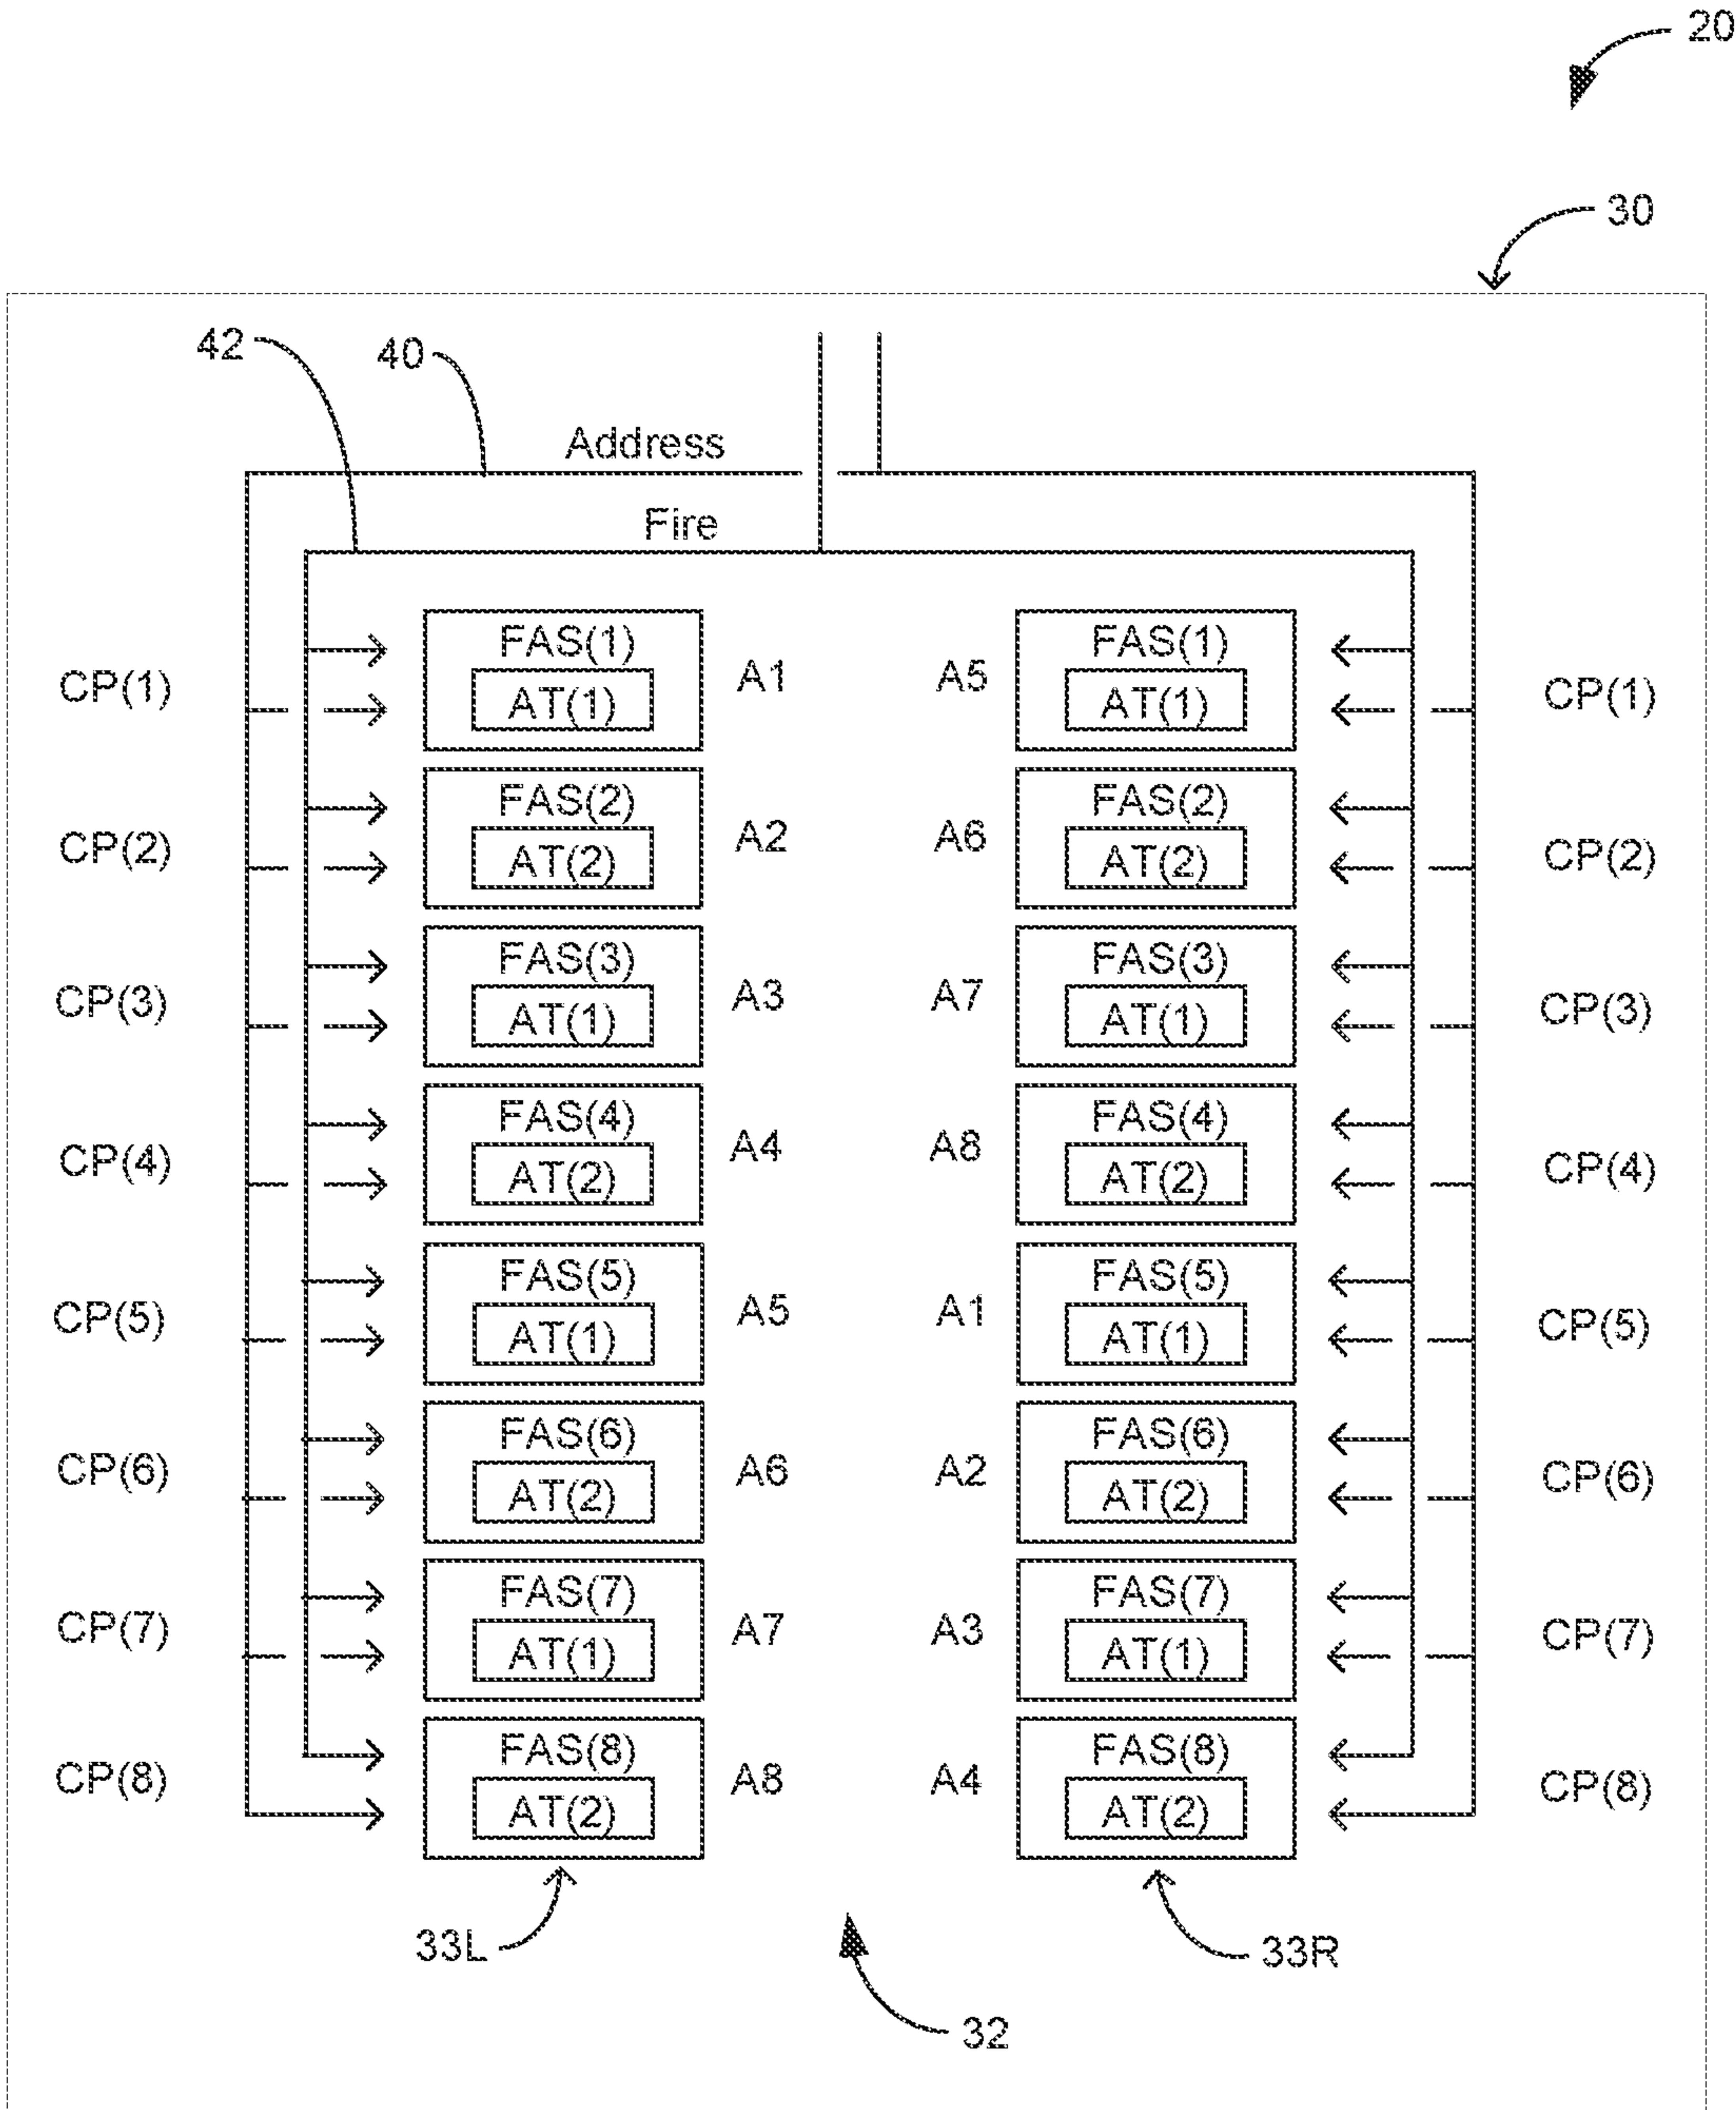 20
30
42
40
Address
Fire
CP(1) FAS(1) A1 A5 FAS(1) CP(1)
AT(1) AT(1)
CP(2) FAS(2) A2 A6 FAS(2) CP(2)
AT(2) AT(2)
CP(3) FAS(3) A3 A7 FAS(3) CP(3)
AT(1) AT(1)
CP(4) FAS(4) A4 A8 FAS(4) CP(4)
AT(2) AT(2)
CP(5) FAS(5) A5 A1 FAS(5) CP(5)
AT(1) AT(1)
CP(6) FAS(6) A6 A2 FAS(6) CP(6)
AT(2) AT(2)
CP(7) FAS(7) A7 A3 FAS(7) CP(7)
AT(1) AT(1)
CP(8) FAS(8) A8 A4 FAS(8) CP(8)
AT(2) AT(2)
33L 33R
32